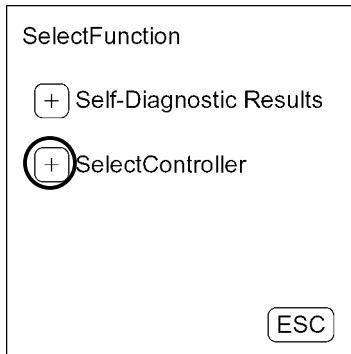 SelectFunction
+ Self-Diagnostic Results
+ SelectController
ESC